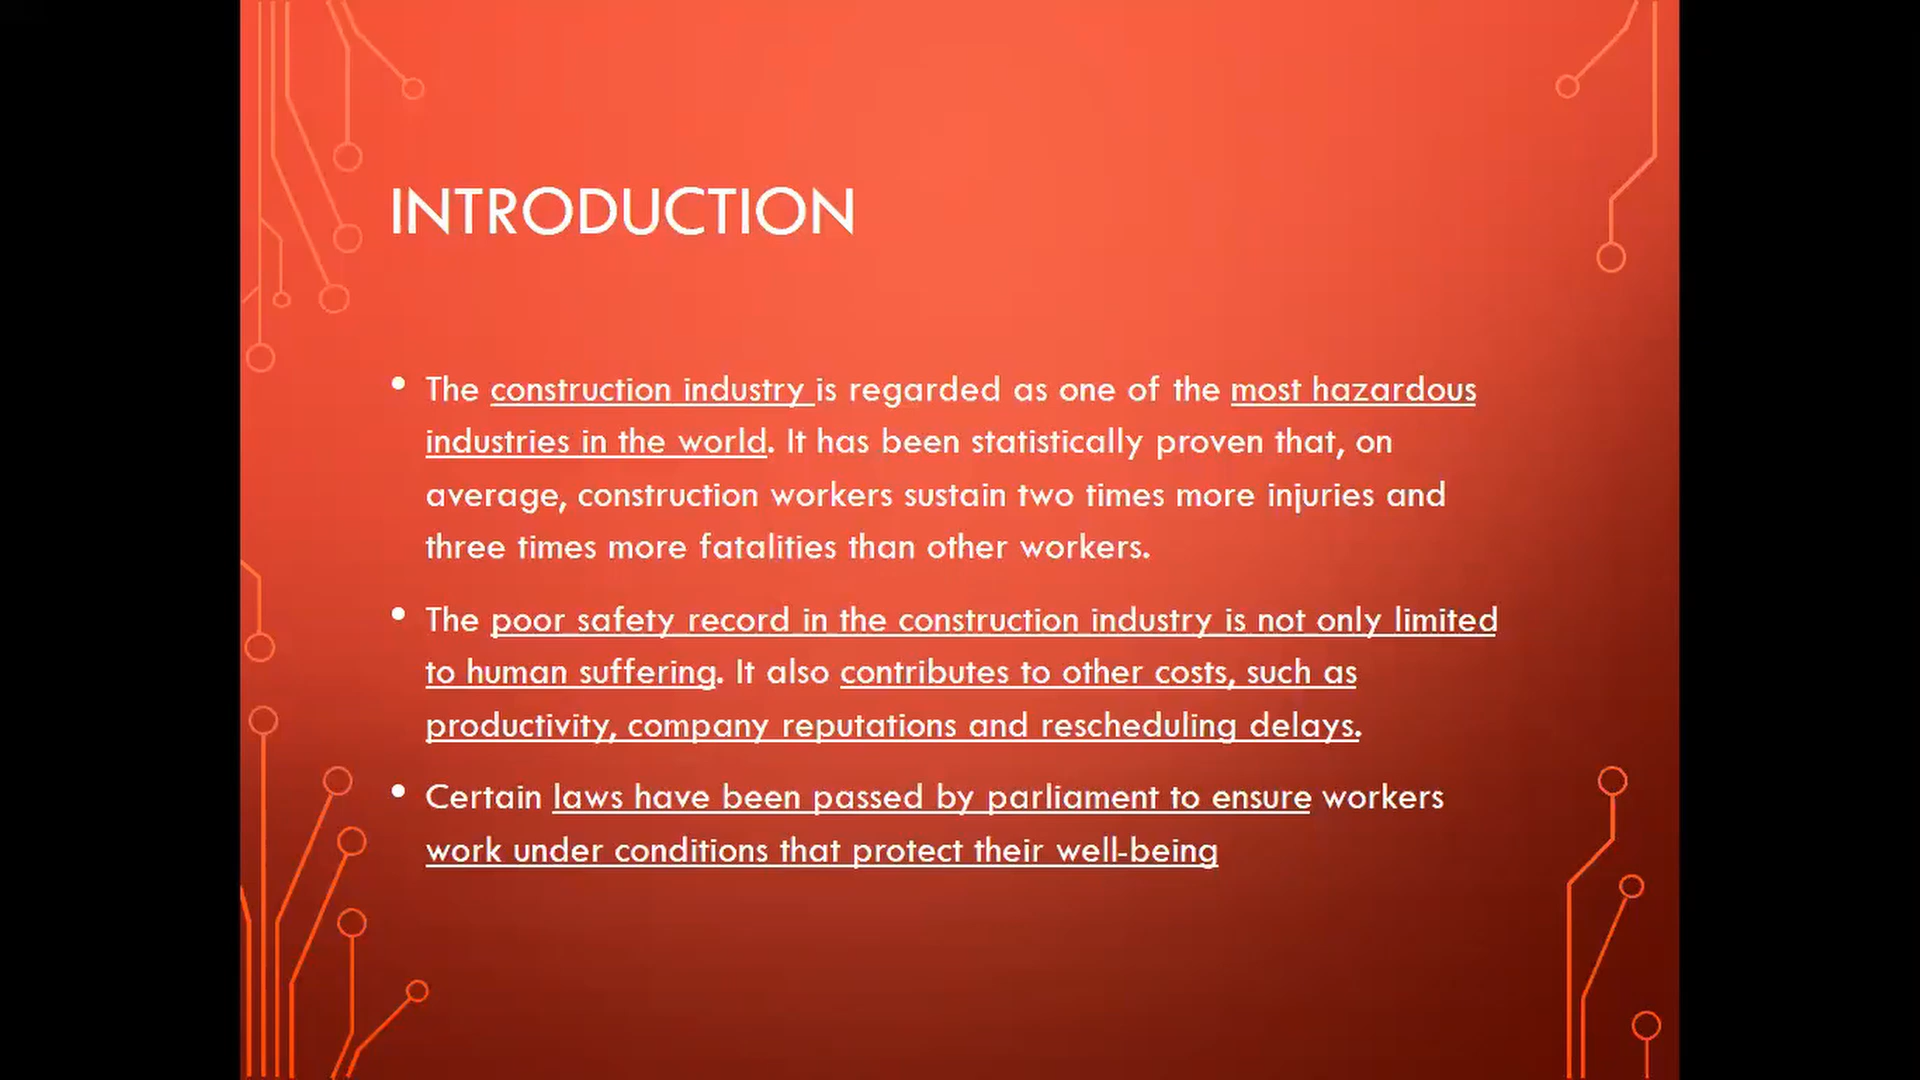 INTRODUCTION
• The construction industry is regarded as one of the most hazardous
industries in the world. It has been statistically proven that, on
average, construction workers sustain two times more injuries and
three times more fatalities than other workers.
• The poor safety record in the construction industry is not only limited
to human suffering. It also contributes to other costs, such as
productivity, company reputations and rescheduling delays.
• Certain laws have been passed by parliament to ensure workers
work under conditions that protect their well-being